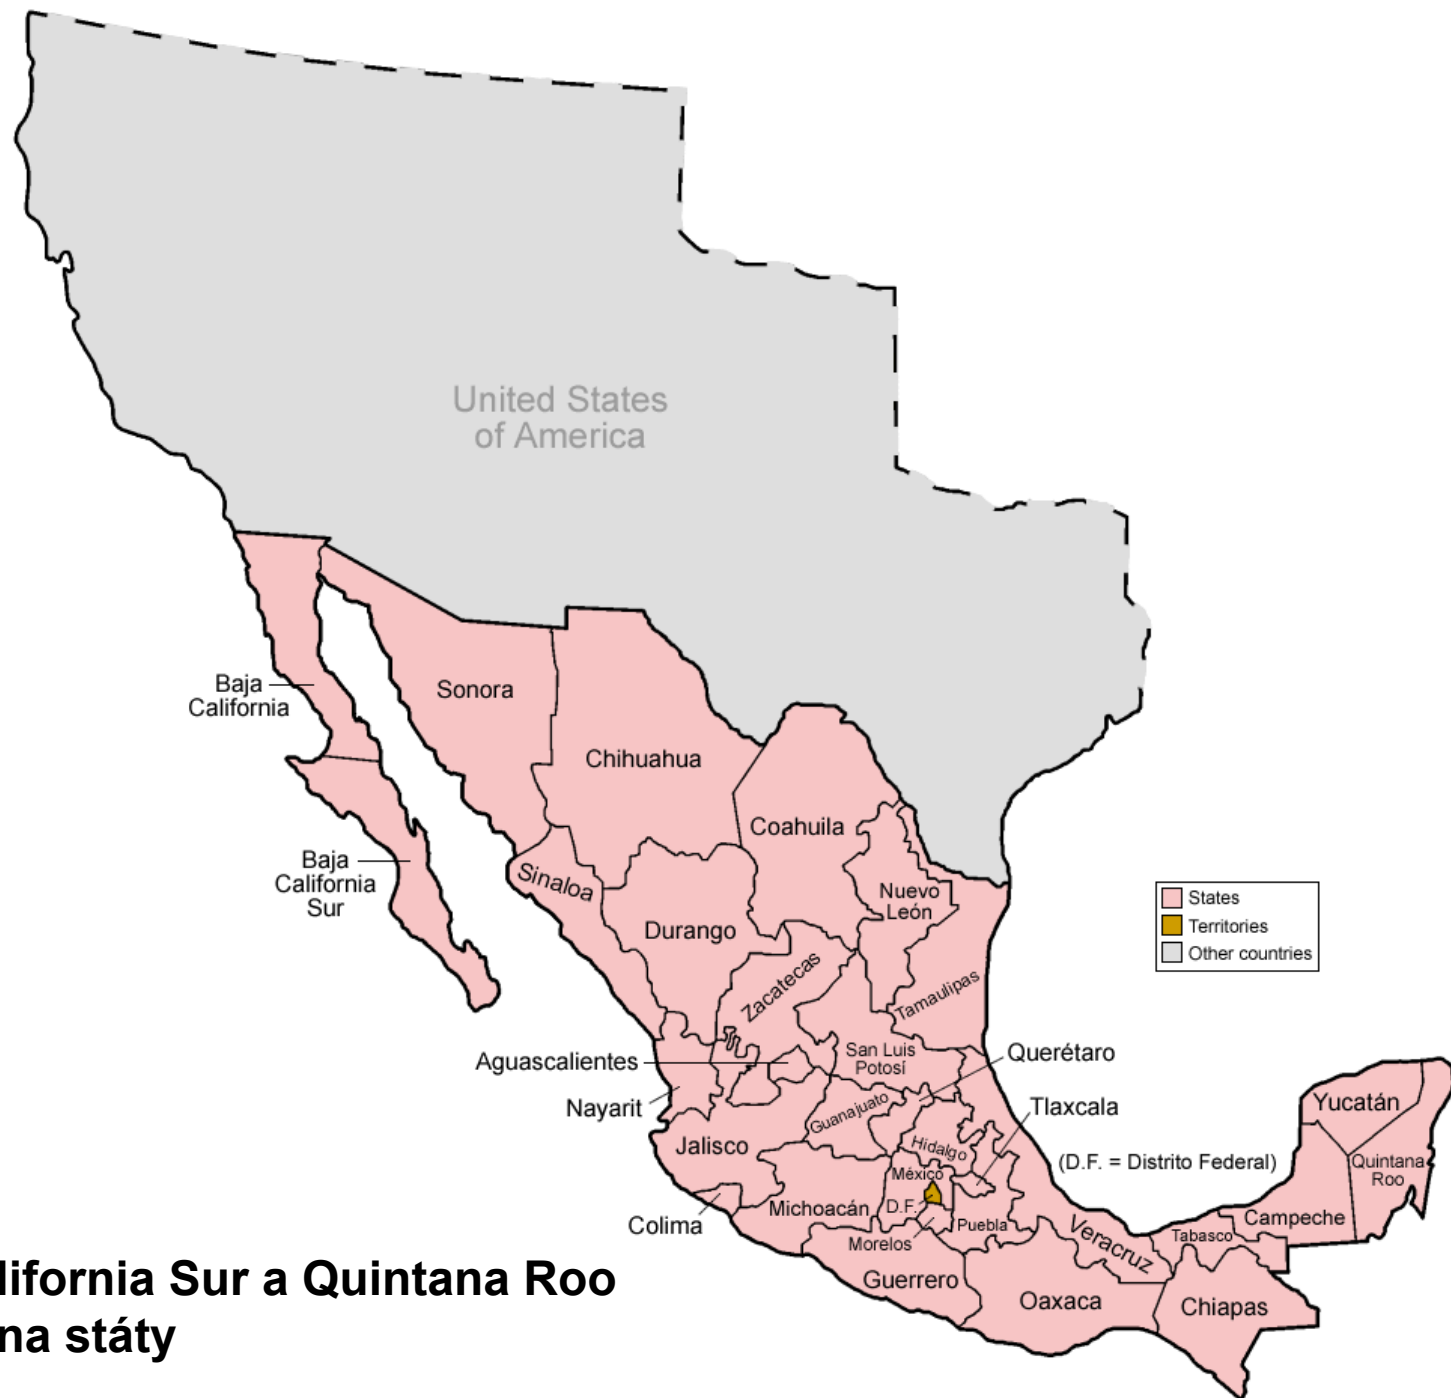 United States
of America
Baja
California
Sonora
Chihuahua
Coahuila
Baja
California
Sur
Sinaloa
Nuevo
León
Durango
States
Territories
Other countries
Zacatecas
Tamaulipas
Aguascalientes
San Luis
Potosí
Querétaro
Nayarit
Guanajuato
Tlaxcala
Yucatán
Jalisco
Hidalgo
(D.F. = Distrito Federal)
Quintana
Roo
México
D.F.
Michoacán
Colima
Puebla
Morelos
Veracruz
Tabasco
Campeche
Guerrero
Oaxaca
Chiapas
lifornia Sur a Quintana Roo
na státy